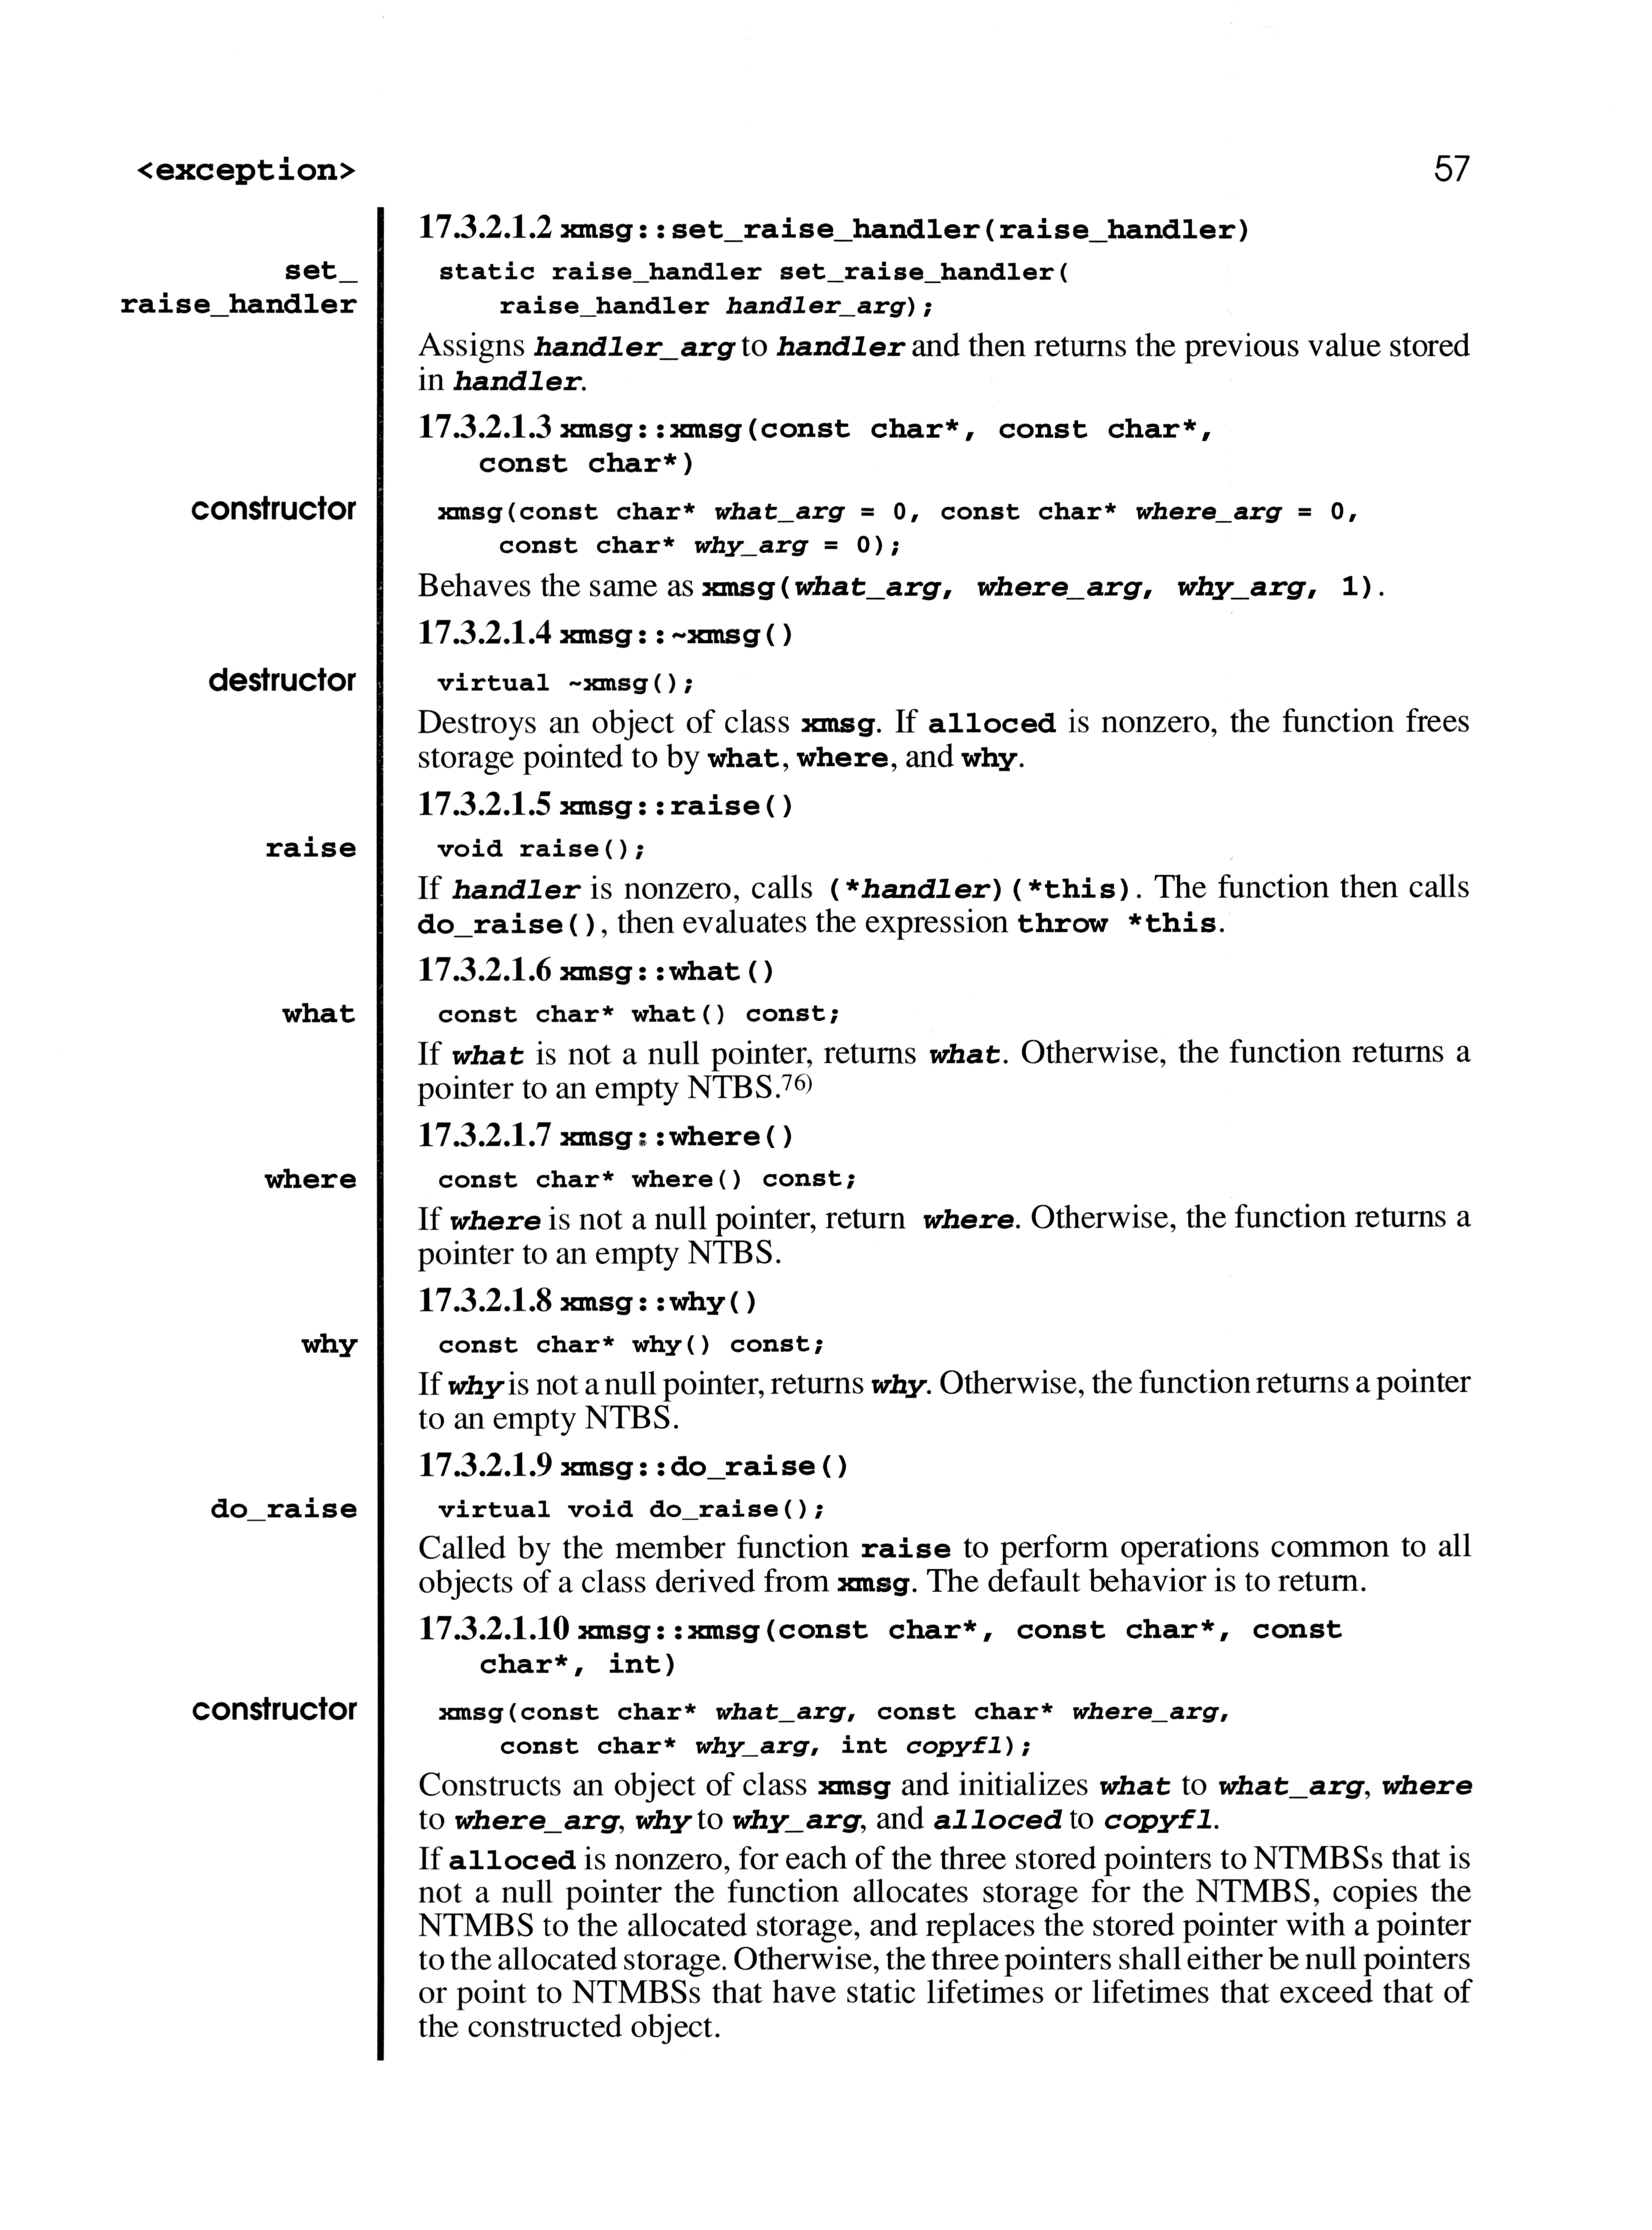 <exception> 57
17.3.2.1.2 xmsg::set_raise_handler(raise_handler)
set_ static raise_handler set_raise_handler(
raise_handler raise_handler handler_arg);
Assigns handler_arg to handler and then returns the previous value stored
in handler.
17.3.2.1.3 xmsg::xmsg(const char*, const char*,
const char*)
constructor xmsg(const char* what_arg = 0, const char* where_arg = 0,
const char* why_arg = 0);
Behaves the same as xmsg(what_arg, where_arg, why_arg, 1).
17.3.2.1.4 xmsg::~xmsg()
destructor virtual ~xmsg();
Destroys an object of class xmsg. If alloced is nonzero, the function frees
storage pointed to by what, where, and why.
17.3.2.1.5 xmsg::raise()
raise void raise();
If handler is nonzero, calls (*handler)(*this). The function then calls
do_raise(), then evaluates the expression throw *this.
17.3.2.1.6 xmsg::what()
what const char* what() const;
If what is not a null pointer, returns what. Otherwise, the function returns a
pointer to an empty NTBS.76)
17.3.2.1.7 xmsg::where()
where const char* where() const;
If where is not a null pointer, return where. Otherwise, the function returns a
pointer to an empty NTBS.
17.3.2.1.8 xmsg::why()
why const char* why() const;
If why is not a null pointer, returns why. Otherwise, the function returns a pointer
to an empty NTBS.
17.3.2.1.9 xmsg::do_raise()
do_raise virtual void do_raise();
Called by the member function raise to perform operations common to all
objects of a class derived from xmsg. The default behavior is to return.
17.3.2.1.10 xmsg::xmsg(const char*, const char*, const
char*, int)
constructor xmsg(const char* what_arg, const char* where_arg,
const char* why_arg, int copyfl);
Constructs an object of class xmsg and initializes what to what_arg, where
to where_arg, why to why_arg, and alloced to copyfl.
If alloced is nonzero, for each of the three stored pointers to NTMBSs that is
not a null pointer the function allocates storage for the NTMBS, copies the
NTMBS to the allocated storage, and replaces the stored pointer with a pointer
to the allocated storage. Otherwise, the three pointers shall either be null pointers
or point to NTMBSs that have static lifetimes or lifetimes that exceed that of
the constructed object.